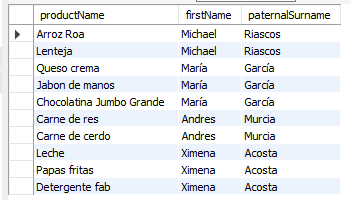 productName firstName paternalSurname
Arroz Roa Michael Riascos
Lenteja Michael Riascos
Queso crema María García
Jabon de manos María García
Chocolatina Jumbo Grande María García
Carne de res Andres Murcia
Carne de cerdo Andres Murcia
Leche Ximena Acosta
Papas fritas Ximena Acosta
Detergente fab Ximena Acosta